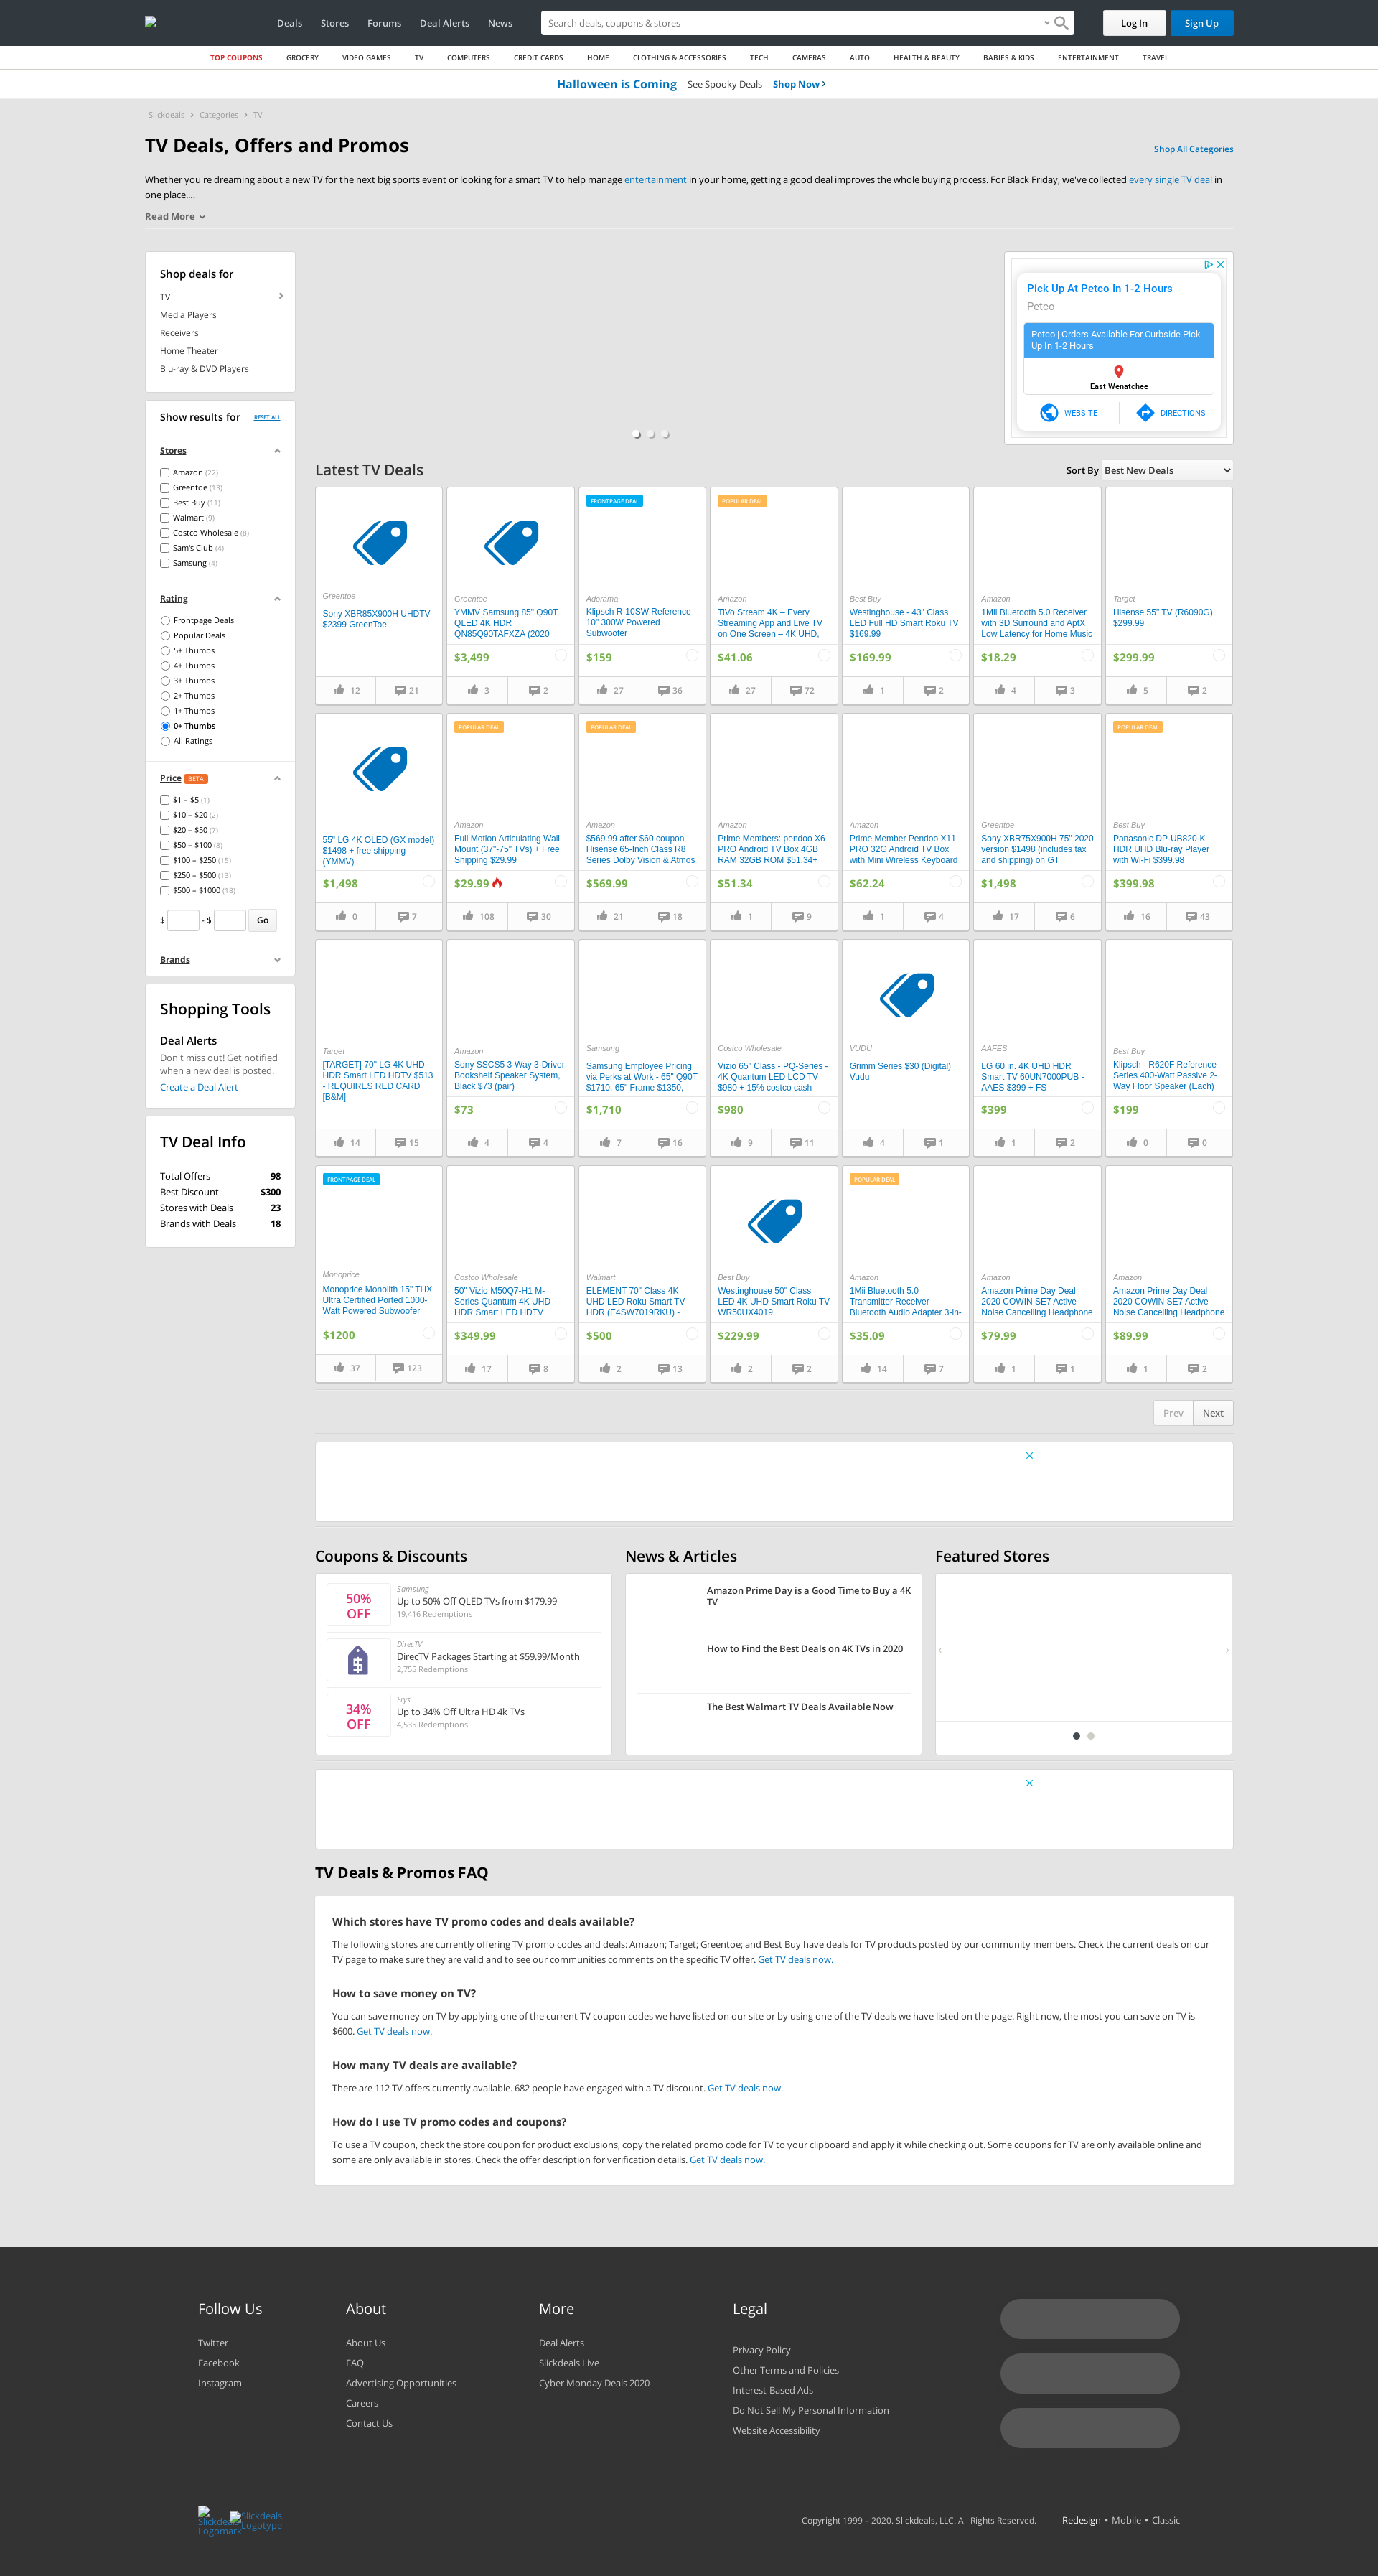 Deals Stores Forums Deal Alerts News
Search deals, coupons & stores
Log In
Sign Up
TOP COUPONS GROCERY VIDEO GAMES TV COMPUTERS CREDIT CARDS HOME CLOTHING & ACCESSORIES TECH CAMERAS AUTO HEALTH & BEAUTY BABIES & KIDS ENTERTAINMENT TRAVEL
Halloween is Coming See Spooky Deals Shop Now
Slickdeals Categories TV
TV Deals, Offers and Promos
Shop All Categories
Whether you're dreaming about a new TV for the next big sports event or looking for a smart TV to help manage entertainment in your home, getting a good deal improves the whole buying process. For Black Friday, we've collected every single TV deal in
one place....
Read More
Shop deals for
TV
Media Players
Receivers
Home Theater
Blu-ray & DVD Players
Show results for RESET ALL
Stores
Amazon (22)
Greentoe (13)
Best Buy (11)
Walmart (9)
Costco Wholesale (8)
Sam's Club (4)
Samsung (4)
Rating
Frontpage Deals
Popular Deals
5+ Thumbs
4+ Thumbs
3+ Thumbs
2+ Thumbs
1+ Thumbs
0+ Thumbs
All Ratings
Price BETA
$1 – $5 (1)
$10 – $20 (2)
$20 – $50 (7)
$50 – $100 (8)
$100 – $250 (15)
$250 – $500 (13)
$500 – $1000 (18)
$ - $ Go
Brands
Shopping Tools
Deal Alerts
Don't miss out! Get notified
when a new deal is posted.
Create a Deal Alert
TV Deal Info
Total Offers 98
Best Discount $300
Stores with Deals 23
Brands with Deals 18
Pick Up At Petco In 1-2 Hours
Petco
Petco | Orders Available For Curbside Pick
Up In 1-2 Hours
East Wenatchee
WEBSITE DIRECTIONS
Latest TV Deals
Sort By Best New Deals
Greentoe
Sony XBR85X900H UHDTV
$2399 GreenToe
12 21
Greentoe
YMMV Samsung 85" Q90T
QLED 4K HDR
QN85Q90TAFXZA (2020
$3,499
3 2
FRONTPAGE DEAL
Adorama
Klipsch R-10SW Reference
10" 300W Powered
Subwoofer
$159
27 36
POPULAR DEAL
Amazon
TiVo Stream 4K – Every
Streaming App and Live TV
on One Screen – 4K UHD,
$41.06
27 72
Best Buy
Westinghouse - 43" Class
LED Full HD Smart Roku TV
$169.99
$169.99
1 2
Amazon
1Mii Bluetooth 5.0 Receiver
with 3D Surround and AptX
Low Latency for Home Music
$18.29
4 3
Target
Hisense 55" TV (R6090G)
$299.99
$299.99
5 2
55" LG 4K OLED (GX model)
$1498 + free shipping
(YMMV)
$1,498
0 7
POPULAR DEAL
Amazon
Full Motion Articulating Wall
Mount (37"-75" TVs) + Free
Shipping $29.99
$29.99
108 30
POPULAR DEAL
Amazon
$569.99 after $60 coupon
Hisense 65-Inch Class R8
Series Dolby Vision & Atmos
$569.99
21 18
Amazon
Prime Members: pendoo X6
PRO Android TV Box 4GB
RAM 32GB ROM $51.34+
$51.34
1 9
Amazon
Prime Member Pendoo X11
PRO 32G Android TV Box
with Mini Wireless Keyboard
$62.24
1 4
Greentoe
Sony XBR75X900H 75" 2020
version $1498 (includes tax
and shipping) on GT
$1,498
17 6
POPULAR DEAL
Best Buy
Panasonic DP-UB820-K
HDR UHD Blu-ray Player
with Wi-Fi $399.98
$399.98
16 43
Target
[TARGET] 70" LG 4K UHD
HDR Smart LED HDTV $513
- REQUIRES RED CARD
[B&M]
14 15
Amazon
Sony SSCS5 3-Way 3-Driver
Bookshelf Speaker System,
Black $73 (pair)
$73
4 4
Samsung
Samsung Employee Pricing
via Perks at Work - 65" Q90T
$1710, 65" Frame $1350,
$1,710
7 16
Costco Wholesale
Vizio 65" Class - PQ-Series -
4K Quantum LED LCD TV
$980 + 15% costco cash
$980
9 11
VUDU
Grimm Series $30 (Digital)
Vudu
4 1
AAFES
LG 60 in. 4K UHD HDR
Smart TV 60UN7000PUB -
AAES $399 + FS
$399
1 2
Best Buy
Klipsch - R620F Reference
Series 400-Watt Passive 2-
Way Floor Speaker (Each)
$199
0 0
FRONTPAGE DEAL
Monoprice
Monoprice Monolith 15" THX
Ultra Certified Ported 1000-
Watt Powered Subwoofer
$1200
37 123
Costco Wholesale
50" Vizio M50Q7-H1 M-
Series Quantum 4K UHD
HDR Smart LED HDTV
$349.99
17 8
Walmart
ELEMENT 70" Class 4K
UHD LED Roku Smart TV
HDR (E4SW7019RKU) -
$500
2 13
Best Buy
Westinghouse 50" Class
LED 4K UHD Smart Roku TV
WR50UX4019
$229.99
2 2
POPULAR DEAL
Amazon
1Mii Bluetooth 5.0
Transmitter Receiver
Bluetooth Audio Adapter 3-in-
$35.09
14 7
Amazon
Amazon Prime Day Deal
2020 COWIN SE7 Active
Noise Cancelling Headphone
$79.99
1 1
Amazon
Amazon Prime Day Deal
2020 COWIN SE7 Active
Noise Cancelling Headphone
$89.99
1 2
Prev Next
Coupons & Discounts
50%
OFF
Samsung
Up to 50% Off QLED TVs from $179.99
19,416 Redemptions
DirecTV
DirecTV Packages Starting at $59.99/Month
2,755 Redemptions
34%
OFF
Frys
Up to 34% Off Ultra HD 4k TVs
4,535 Redemptions
News & Articles
Amazon Prime Day is a Good Time to Buy a 4K
TV
How to Find the Best Deals on 4K TVs in 2020
The Best Walmart TV Deals Available Now
Featured Stores
TV Deals & Promos FAQ
Which stores have TV promo codes and deals available?
The following stores are currently offering TV promo codes and deals: Amazon; Target; Greentoe; and Best Buy have deals for TV products posted by our community members. Check the current deals on our
TV page to make sure they are valid and to see our communities comments on the specific TV offer. Get TV deals now.
How to save money on TV?
You can save money on TV by applying one of the current TV coupon codes we have listed on our site or by using one of the TV deals we have listed on the page. Right now, the most you can save on TV is
$600. Get TV deals now.
How many TV deals are available?
There are 112 TV offers currently available. 682 people have engaged with a TV discount. Get TV deals now.
How do I use TV promo codes and coupons?
To use a TV coupon, check the store coupon for product exclusions, copy the related promo code for TV to your clipboard and apply it while checking out. Some coupons for TV are only available online and
some are only available in stores. Check the offer description for verification details. Get TV deals now.
Follow Us
Twitter
Facebook
Instagram
About
About Us
FAQ
Advertising Opportunities
Careers
Contact Us
More
Deal Alerts
Slickdeals Live
Cyber Monday Deals 2020
Legal
Privacy Policy
Other Terms and Policies
Interest-Based Ads
Do Not Sell My Personal Information
Website Accessibility
Slickdeals
Logomark
Slickdeals
Logotype
Copyright 1999 – 2020. Slickdeals, LLC. All Rights Reserved.
Redesign • Mobile • Classic